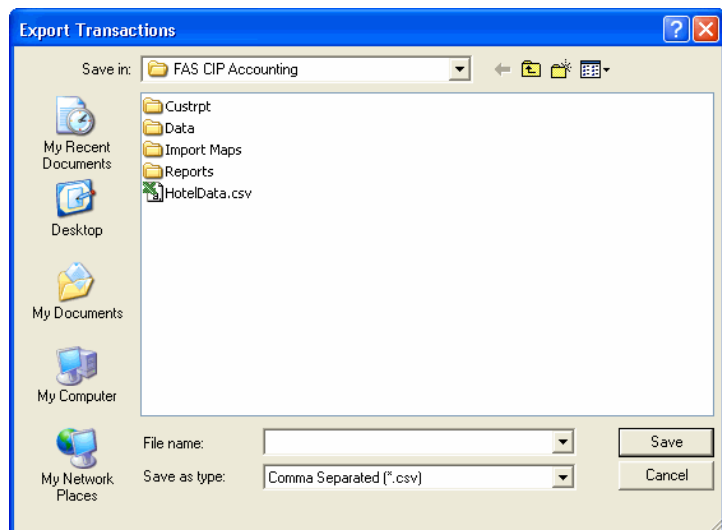 Export Transactions
Save in:
FAS CIP Accounting
My Recent
Documents
Desktop
My Documents
My Computer
My Network
Places
Custrpt
Data
Import Maps
Reports
HotelData.csv
File name:
Save
Save as type:
Comma Separated (*.csv)
Cancel